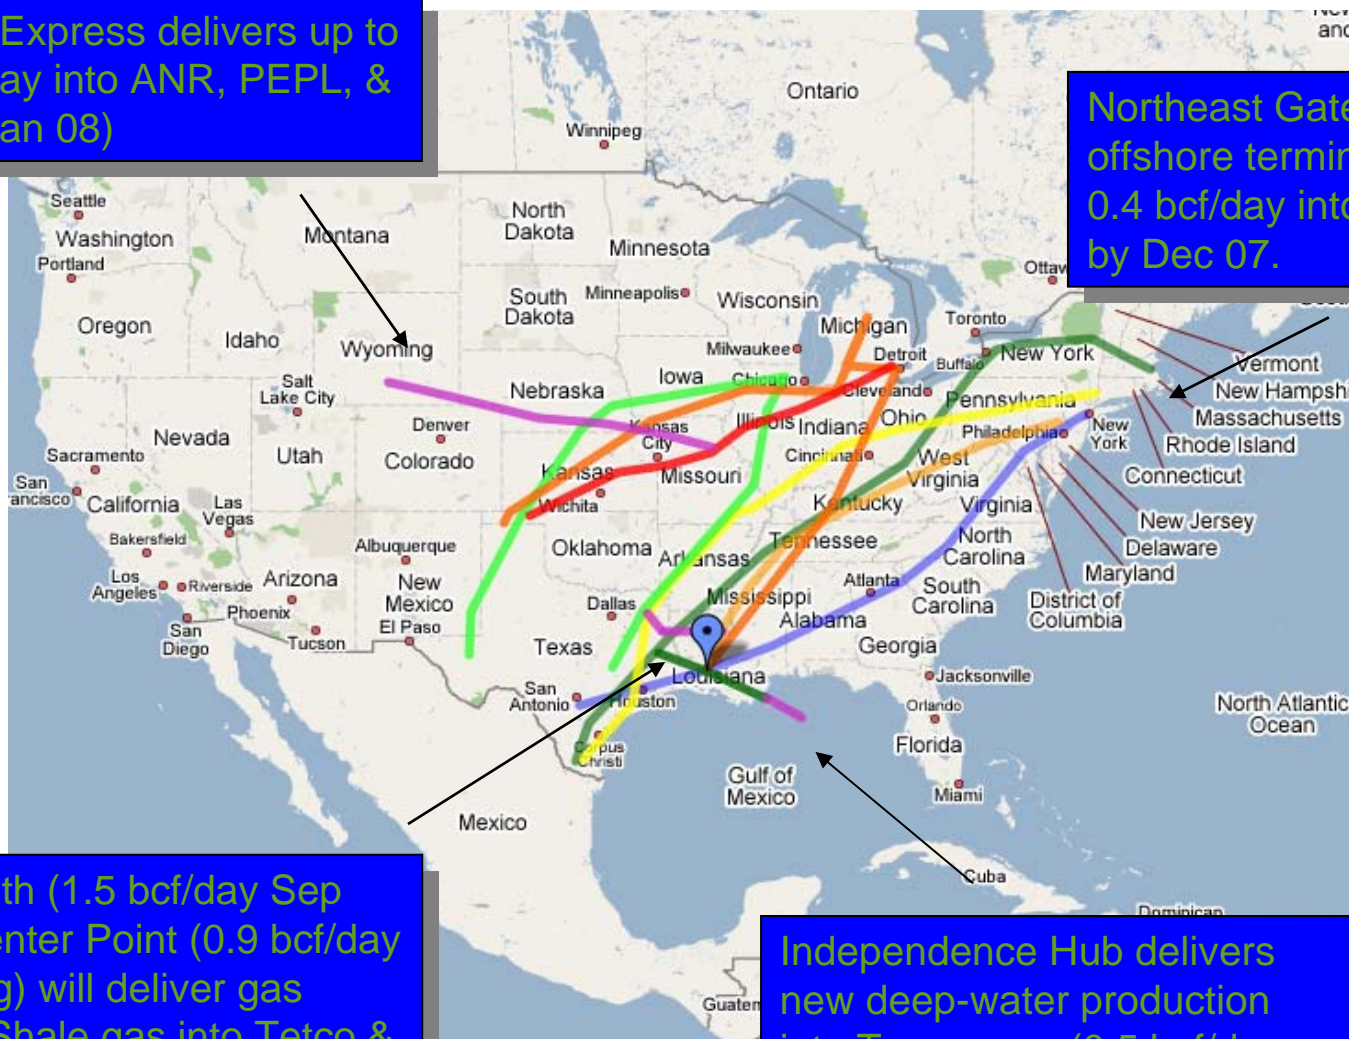 Express delivers up to
ay into ANR, PEPL, &
an 08)
Northeast Gate
offshore termin
0.4 bcf/day into
by Dec 07.
Ontario
Winnipeg
Seattle
Washington
Portland
Montana
North
Dakota
Minnesota
Ottaw
Oregon
Idaho
Wyoming
South
Dakota
Minneapolis
Wisconsin
Michigan
Toronto
Milwaukee
Detroit
Buffalo
New York
Vermont
Salt
Lake City
Nebraska
Iowa
Chicago
Cleveland
Pennsylvania
New Hampshi
Massachusetts
Nevada
Utah
Denver
Colorado
Kansas
City
Illinois
Indiana
Ohio
Philadelphia
New
York
Rhode Island
Connecticut
Sacramento
San
rancisco
California
Las
Vegas
Kansas
Wichita
Missouri
Cincinnati
West
Virginia
Kentucky
Virginia
New Jersey
Delaware
Maryland
District of
Columbia
Bakersfield
Los
Angeles
Riverside
Arizona
Phoenix
Albuquerque
New
Mexico
Oklahoma
Arkansas
Tennessee
North
Carolina
San
Diego
Tucson
El Paso
Dallas
Texas
Mississippi
Alabama
Atlanta
South
Carolina
Georgia
San
Antonio
Houston
Louisiana
Jacksonville
Orlando
Florida
Miami
North Atlantic
Ocean
Corpus
Christi
Gulf of
Mexico
Mexico
Cuba
Dominican
Guatem
th (1.5 bcf/day Sep
enter Point (0.9 bcf/day
g) will deliver gas
Shale gas into Tetco &
Independence Hub delivers
new deep-water production